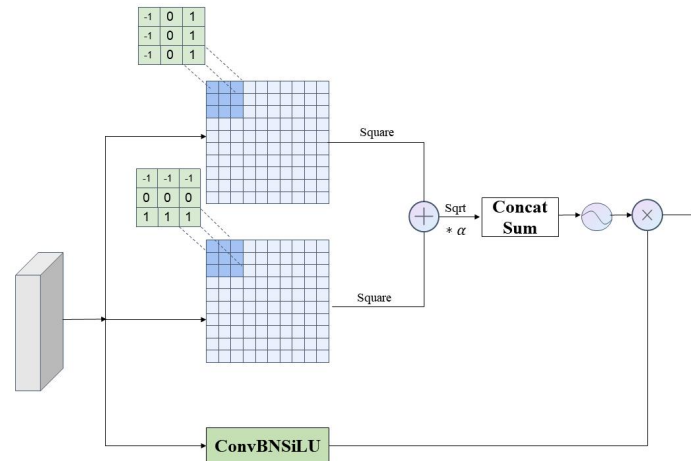 -1 0 1
-1 0 1
-1 0 1
Square
-1 -1 -1
0 0 0
1 1 1
Sqrt
* α
Concat
Sum
Square
ConvBNSiLU